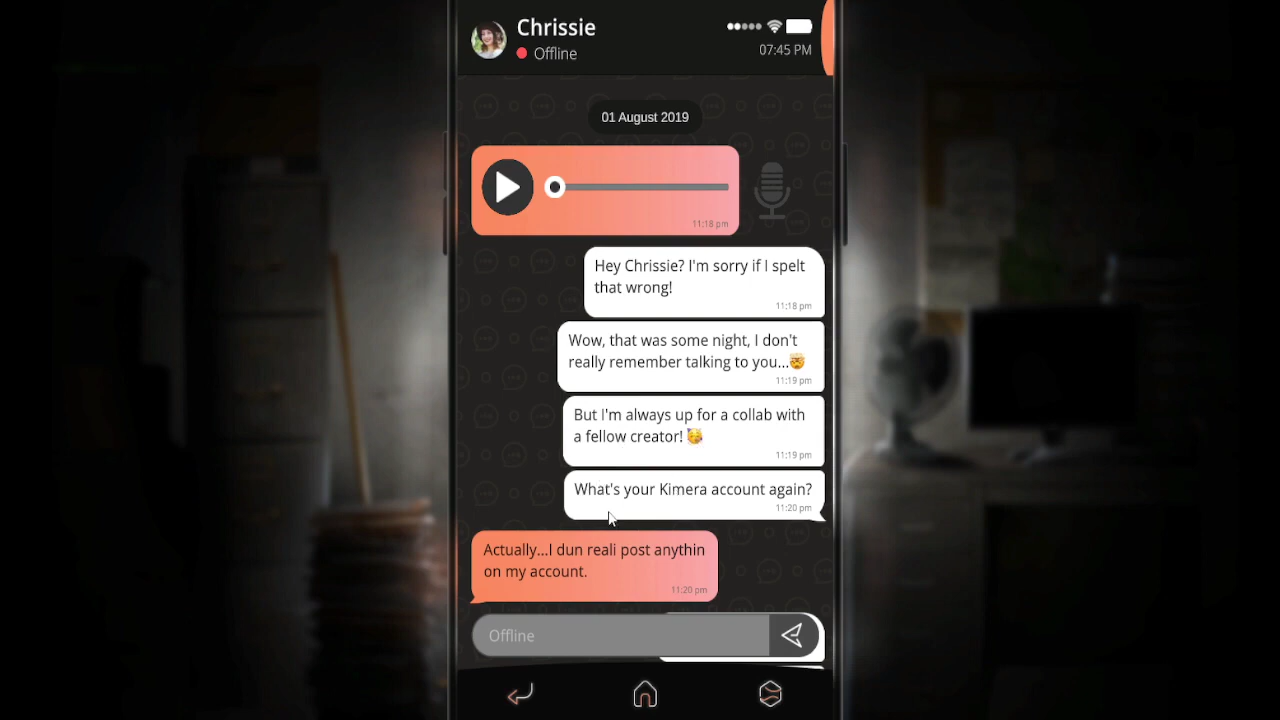 Chrissie
Offline
07:45 PM
01 August 2019
11:18 pm
Hey Chrissie? I'm sorry if I spelt
that wrong!
11:18 pm
Wow, that was some night, I don't
really remember talking to you...🤯
11:19 pm
But I'm always up for a collab with
a fellow creator! 🥳
11:19 pm
What's your Kimera account again?
11:20 pm
Actually...I dun reali post anythin
on my account.
11:20 pm
Offline